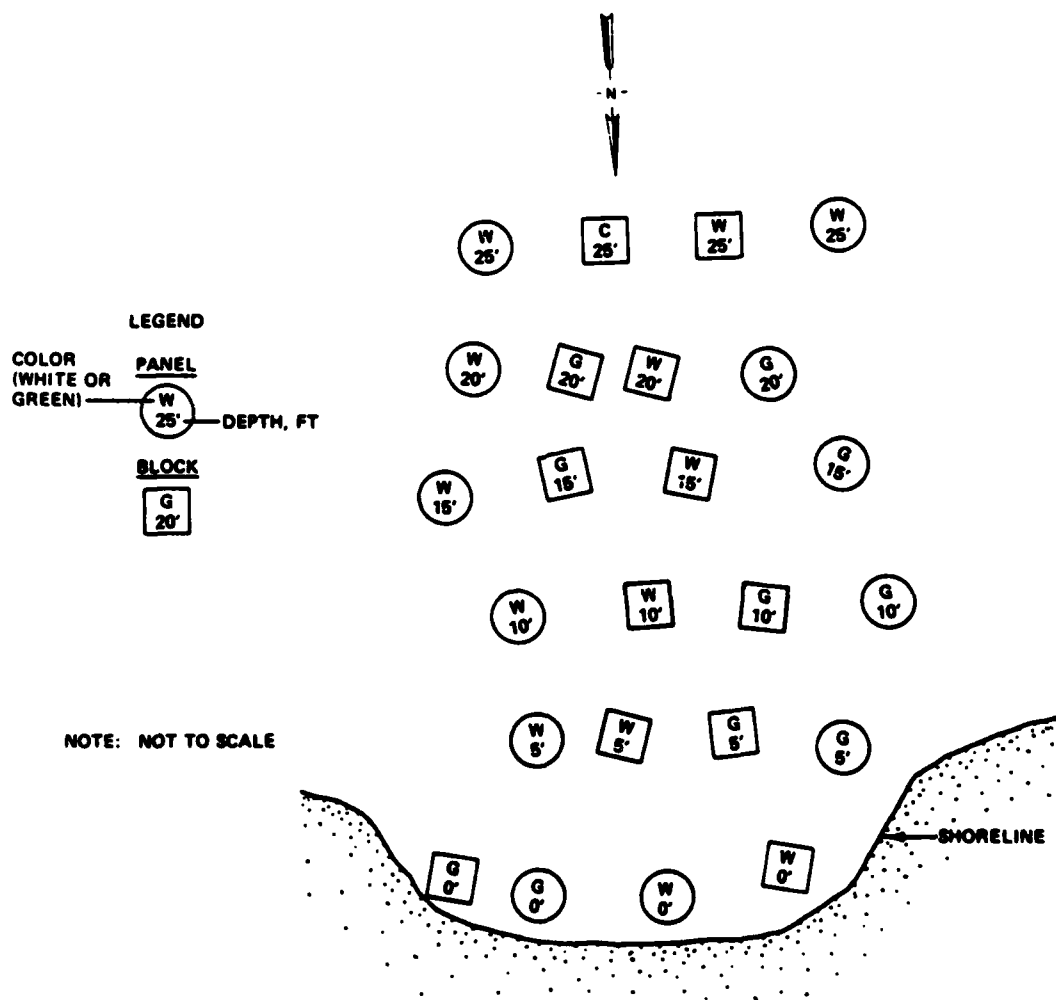 - N -
W
25'
C
25'
W
25'
W
25'
LEGEND
COLOR
(WHITE OR
GREEN)
PANEL
W
25'
DEPTH, FT
BLOCK
G
20'
W
20'
G
20'
W
20'
G
20'
W
15'
G
15'
W
15'
G
15'
W
10'
W
10'
G
10'
G
10'
NOTE: NOT TO SCALE
W
5'
W
5'
G
5'
G
5'
SHORELINE
G
0'
G
0'
W
0'
W
0'